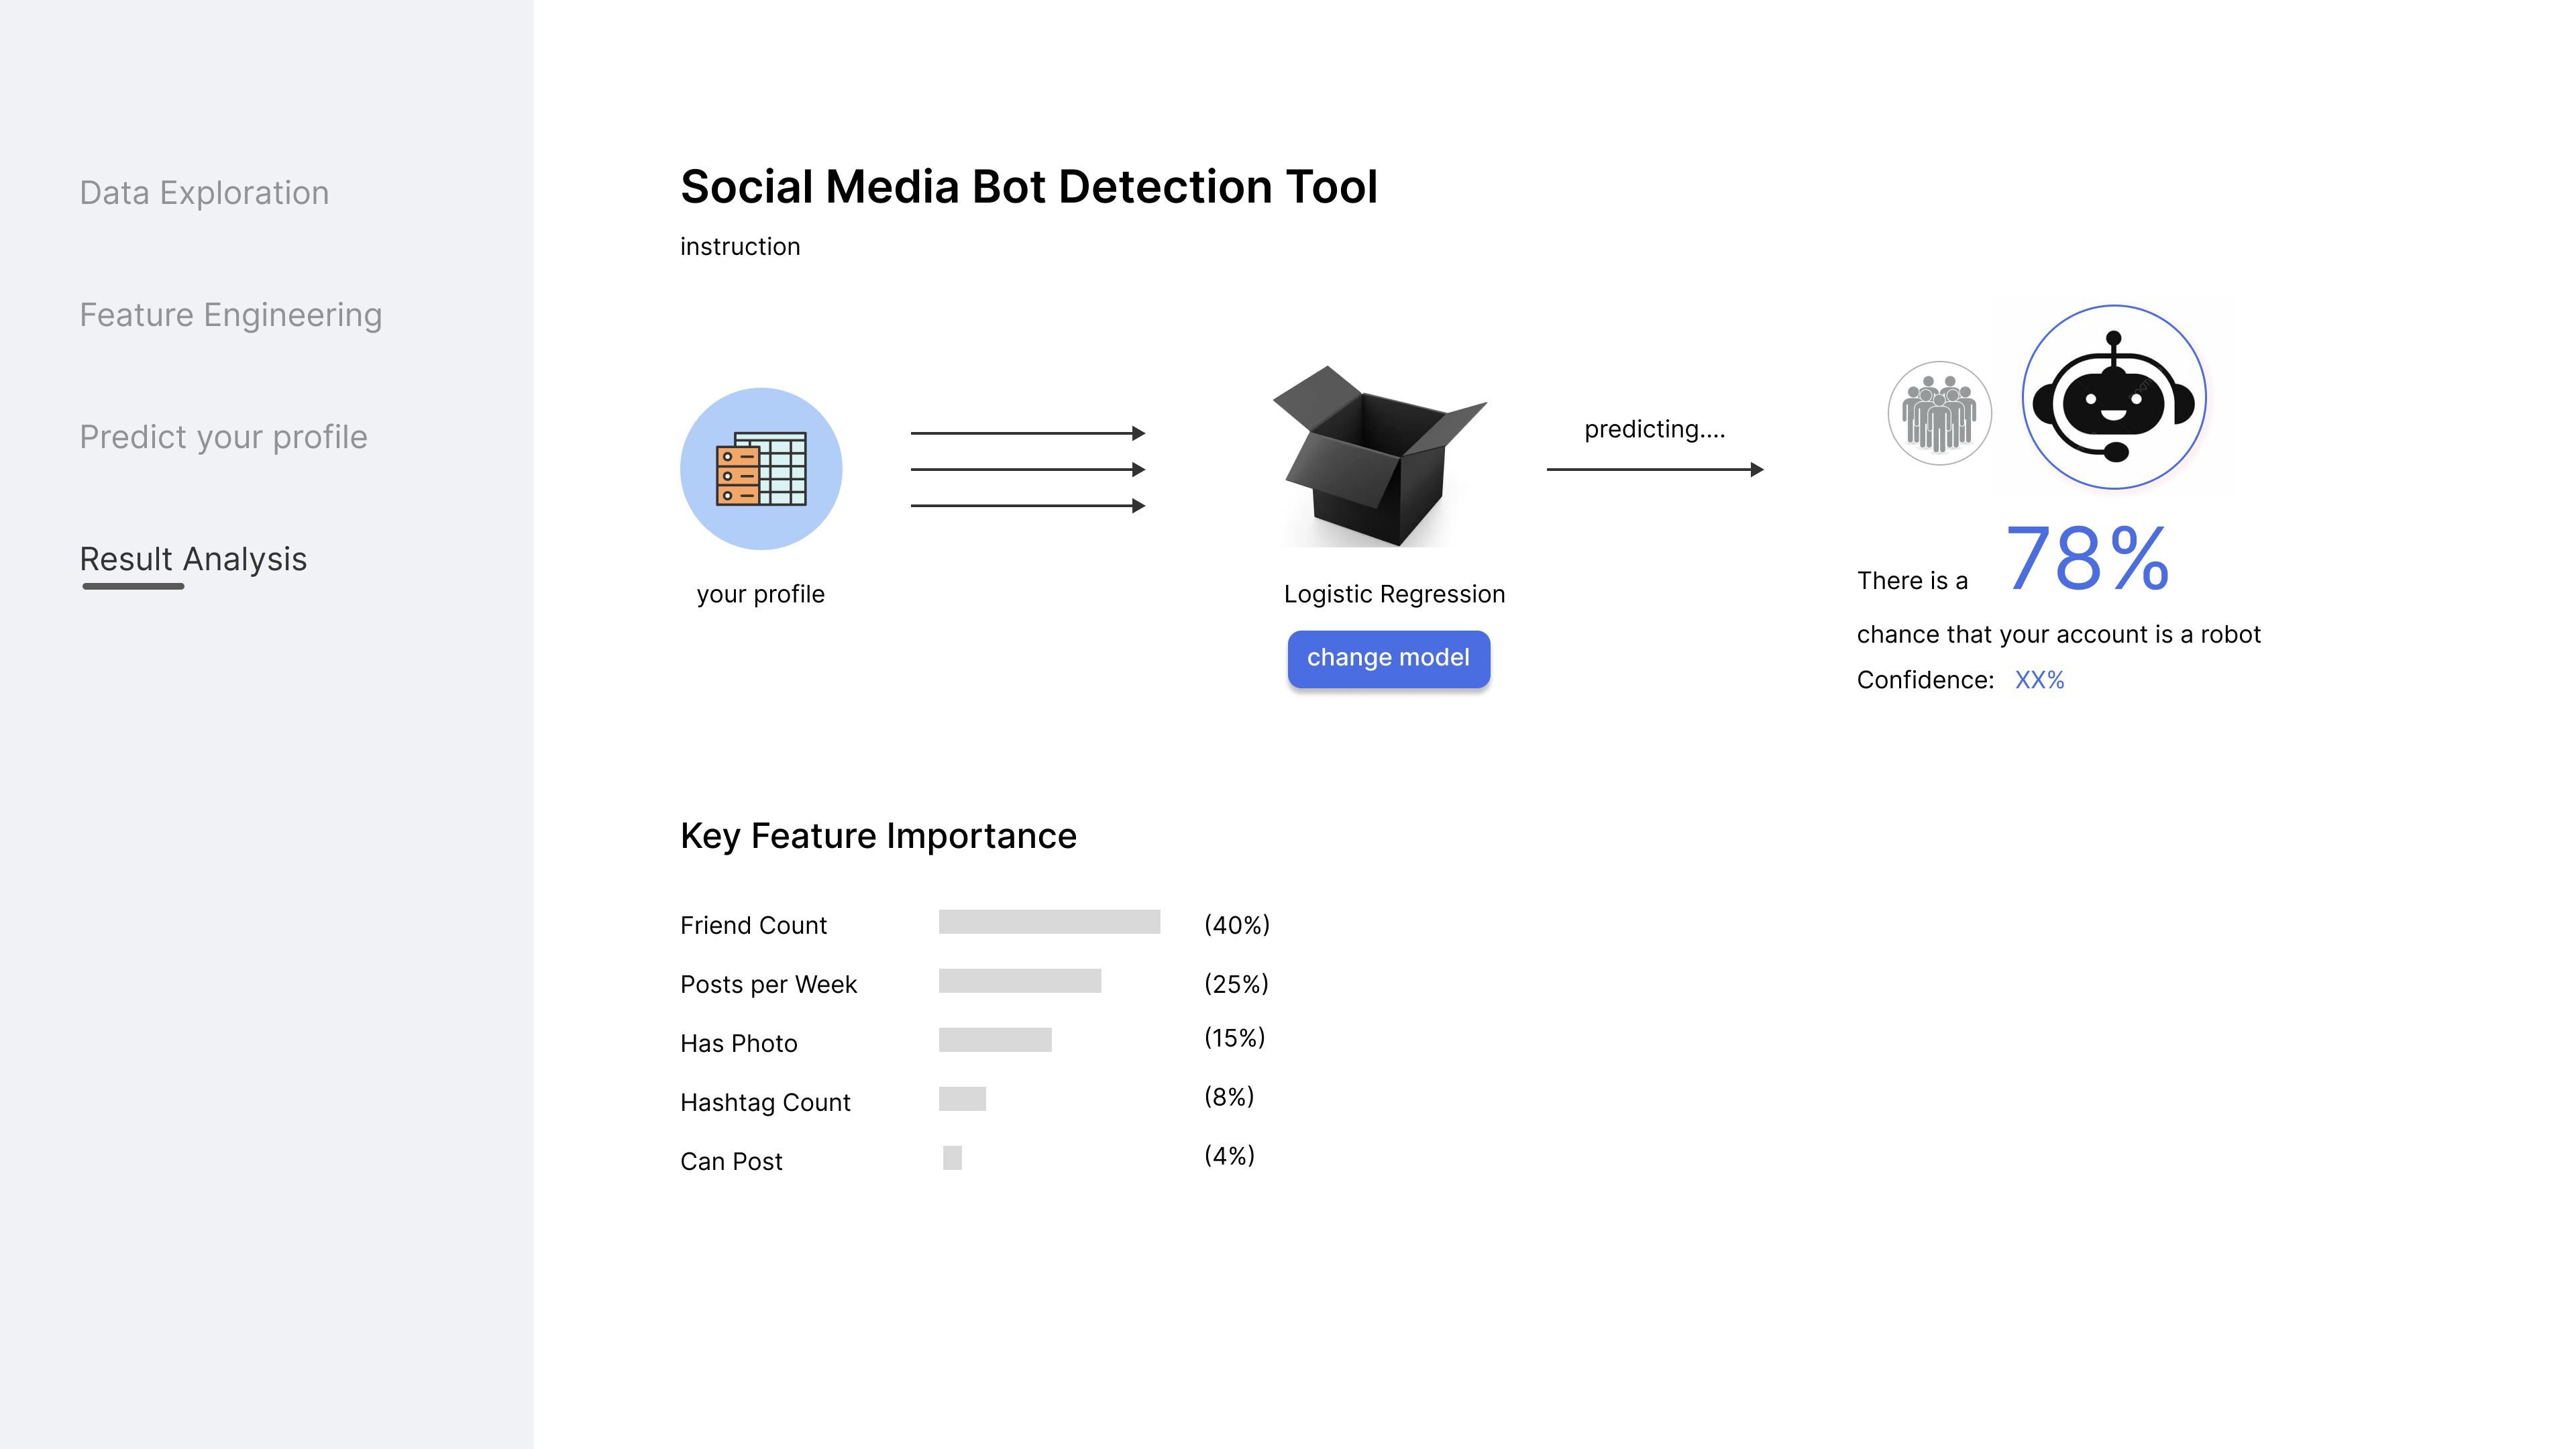 Data Exploration
Feature Engineering
Predict your profile
Result Analysis
Social Media Bot Detection Tool
instruction
your profile
Logistic Regression
change model
predicting....
There is a 78%
chance that your account is a robot
Confidence: XX%
Key Feature Importance
Friend Count (40%)
Posts per Week (25%)
Has Photo (15%)
Hashtag Count (8%)
Can Post (4%)